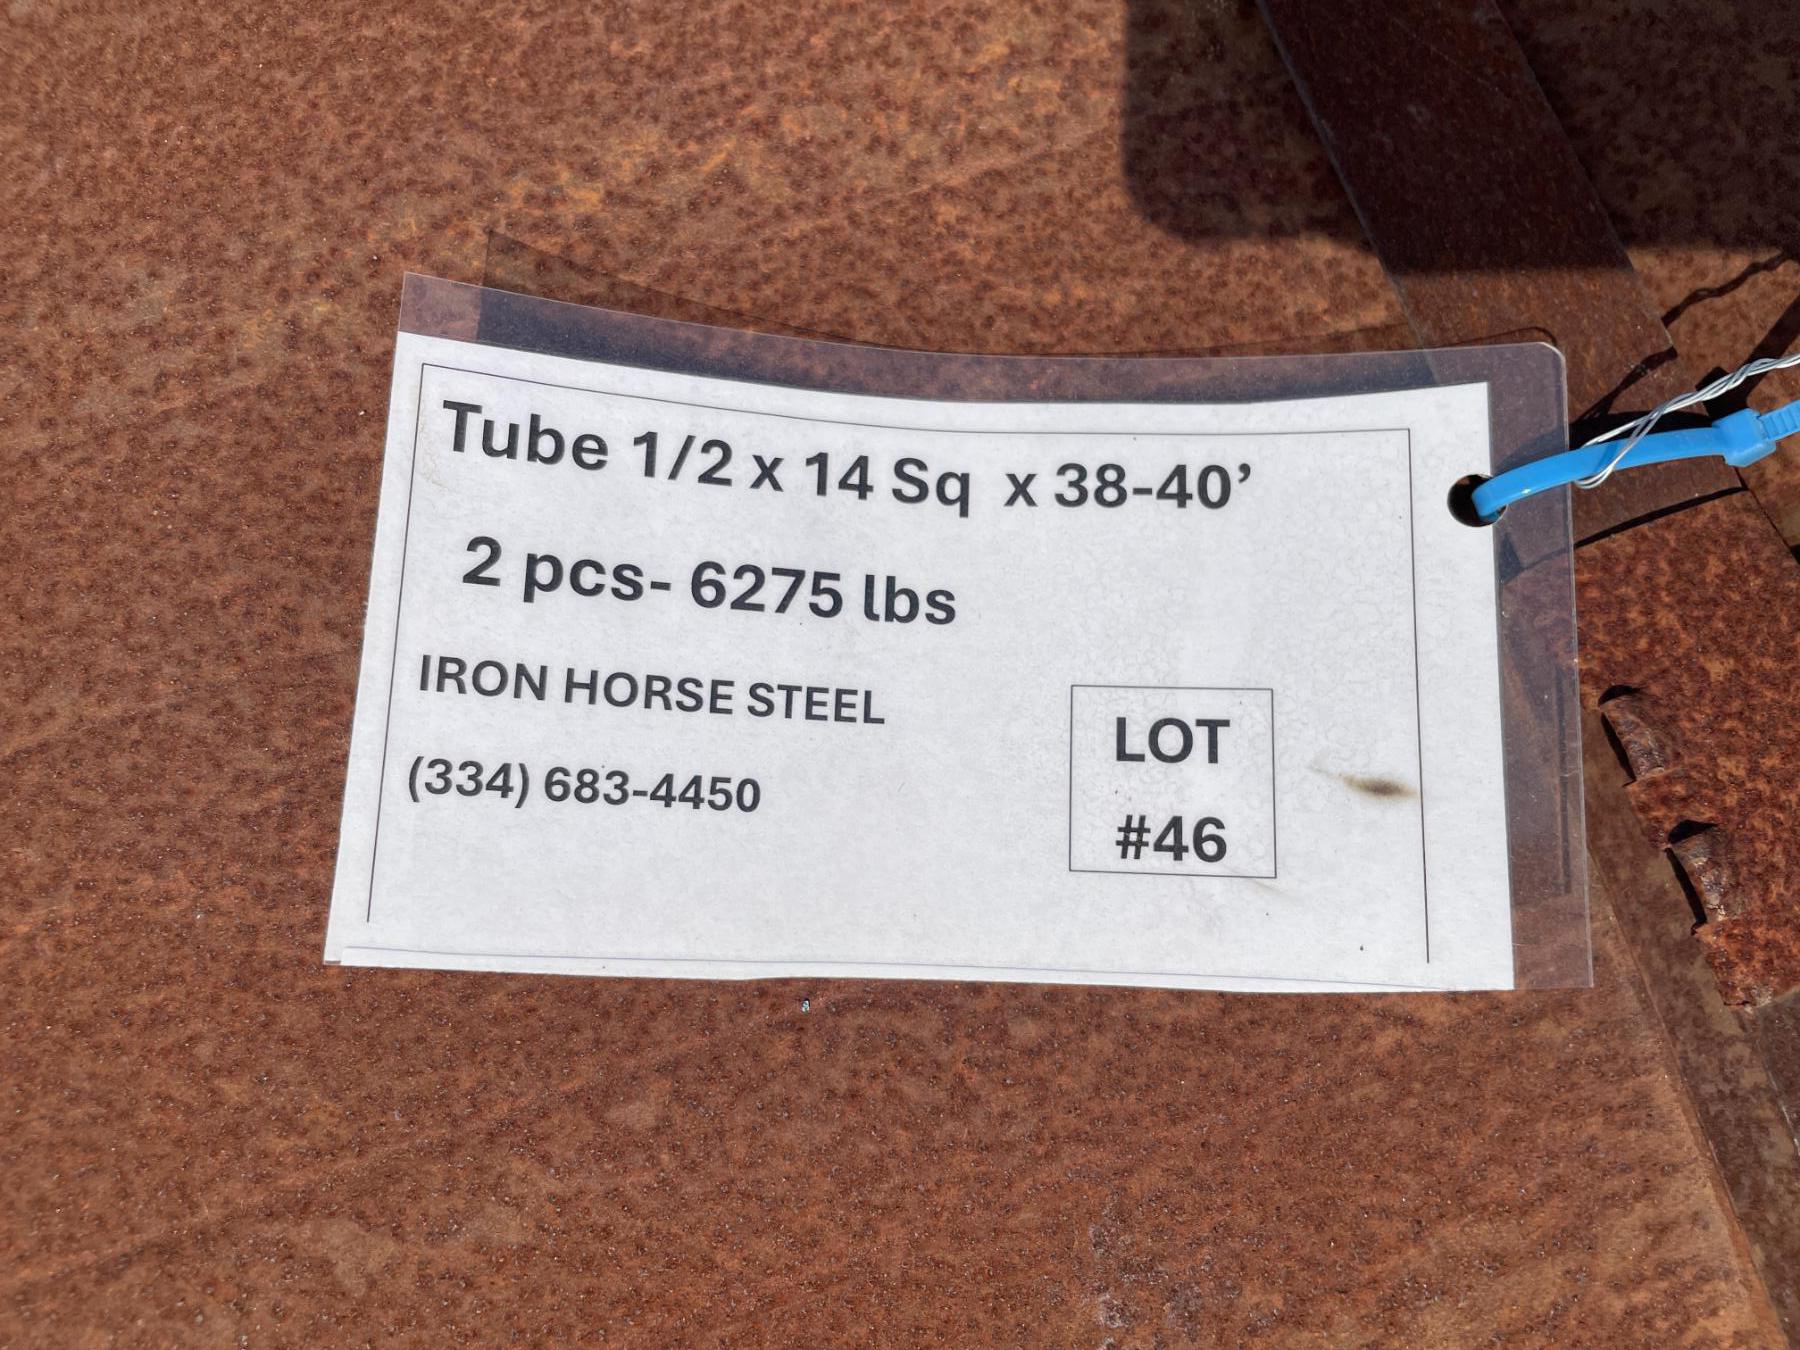 Tube 1/2 x 14 Sq x 38-40’
2 pcs- 6275 lbs
IRON HORSE STEEL
(334) 683-4450
LOT
#46